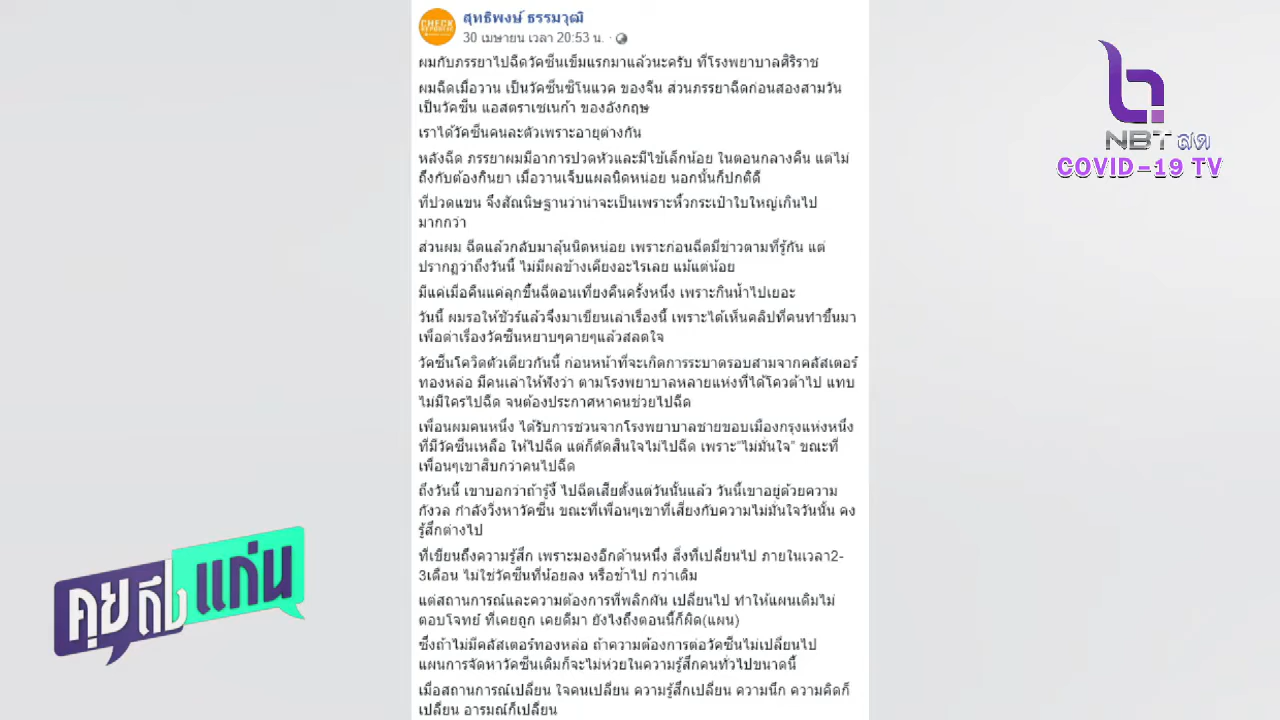 CHECK
สุทธิพงษ์ ธรรมวุฒิ
30 เมษายน เวลา 20:53 น. ·
ผมกับภรรยาไปฉีดวัคซีนเข็มแรกมาแล้วนะครับ ที่โรงพยาบาลศิริราช
ผมฉีดเมื่อวาน เป็นวัคซีนซิโนแวค ของจีน ส่วนภรรยาฉีดก่อนสองสามวัน
เป็นวัคซีน แอสตราเซเนก้า ของอังกฤษ
เราได้วัคซีนคนละตัวเพราะอายุต่างกัน
หลังฉีด ภรรยาผมมีอาการปวดหัวและมีไข้เล็กน้อย ในตอนกลางคืน แต่ไม่
ถึงกับต้องกินยา เมื่อวานเจ็บแผลนิดหน่อย นอกนั้นก็ปกติดี
ที่ปวดแขน จึงสัณนิษฐานว่าน่าจะเป็นเพราะหิ้วกระเป๋าใบใหญ่เกินไป
มากกว่า
ส่วนผม ฉีดแล้วกลับมาลุ้นนิดหน่อย เพราะก่อนฉีดมีข่าวตามที่รู้กัน แต่
ปรากฏว่าถึงวันนี้ ไม่มีผลข้างเคียงอะไรเลย แม้แต่น้อย
มีแค่เมื่อคืนแค่ลุกขึ้นฉี่ตอนเที่ยงคืนครั้งหนึ่ง เพราะกินน้ำไปเยอะ
วันนี้ ผมรอให้ชัวร์แล้วจึงมาเขียนเล่าเรื่องนี้ เพราะได้เห็นคลิปที่คนทำขึ้นมา
เพื่อด่าเรื่องวัคซีนหยาบๆคายๆแล้วสลดใจ
วัคซีนโควิดตัวเดียวกันนี้ ก่อนหน้าที่จะเกิดการระบาดรอบสามจากคลัสเตอร์
ทองหล่อ มีคนเล่าให้ฟังว่า ตามโรงพยาบาลหลายแห่งที่ได้โควต้าไป แทบ
ไม่มีใครไปฉีด จนต้องประกาศหาคนช่วยไปฉีด
เพื่อนผมคนหนึ่ง ได้รับการชวนจากโรงพยาบาลชายขอบเมืองกรุงแห่งหนึ่ง
ที่มีวัคซีนเหลือ ให้ไปฉีด แต่ก็ตัดสินใจไม่ไปฉีด เพราะ"ไม่มั่นใจ" ขณะที่
เพื่อนๆเขาสิบกว่าคนไปฉีด
ถึงวันนี้ เขาบอกว่าถ้ารู้งี้ ไปฉีดเสียตั้งแต่วันนั้นแล้ว วันนี้เขาอยู่ด้วยความ
กังวล กำลังวิ่งหาวัคซีน ขณะที่เพื่อนๆเขาที่เสี่ยงกับความไม่มั่นใจวันนั้น คง
รู้สึกต่างไป
ที่เขียนถึงความรู้สึก เพราะมองอีกด้านหนึ่ง สิ่งที่เปลี่ยนไป ภายในเวลา2-
3เดือน ไม่ใช่วัคซีนที่น้อยลง หรือช้าไป กว่าเดิม
แต่สถานการณ์และความต้องการที่พลิกผัน เปลี่ยนไป ทำให้แผนเดิมไม่
ตอบโจทย์ ที่เคยถูก เคยดีมา ยังไงถึงตอนนี้ก็ผิด(แผน)
ซึ่งถ้าไม่มีคลัสเตอร์ทองหล่อ ถ้าความต้องการต่อวัคซีนไม่เปลี่ยนไป
แผนการจัดหาวัคซีนเดิมก็จะไม่ห่วยในความรู้สึกคนทั่วไปขนาดนี้
เมื่อสถานการณ์เปลี่ยน ใจคนเปลี่ยน ความรู้สึกเปลี่ยน ความนึก ความคิดก็
เปลี่ยน อารมณ์ก็เปลี่ยน
NBT สด
COVID-19 TV
คุยถึงแก่น